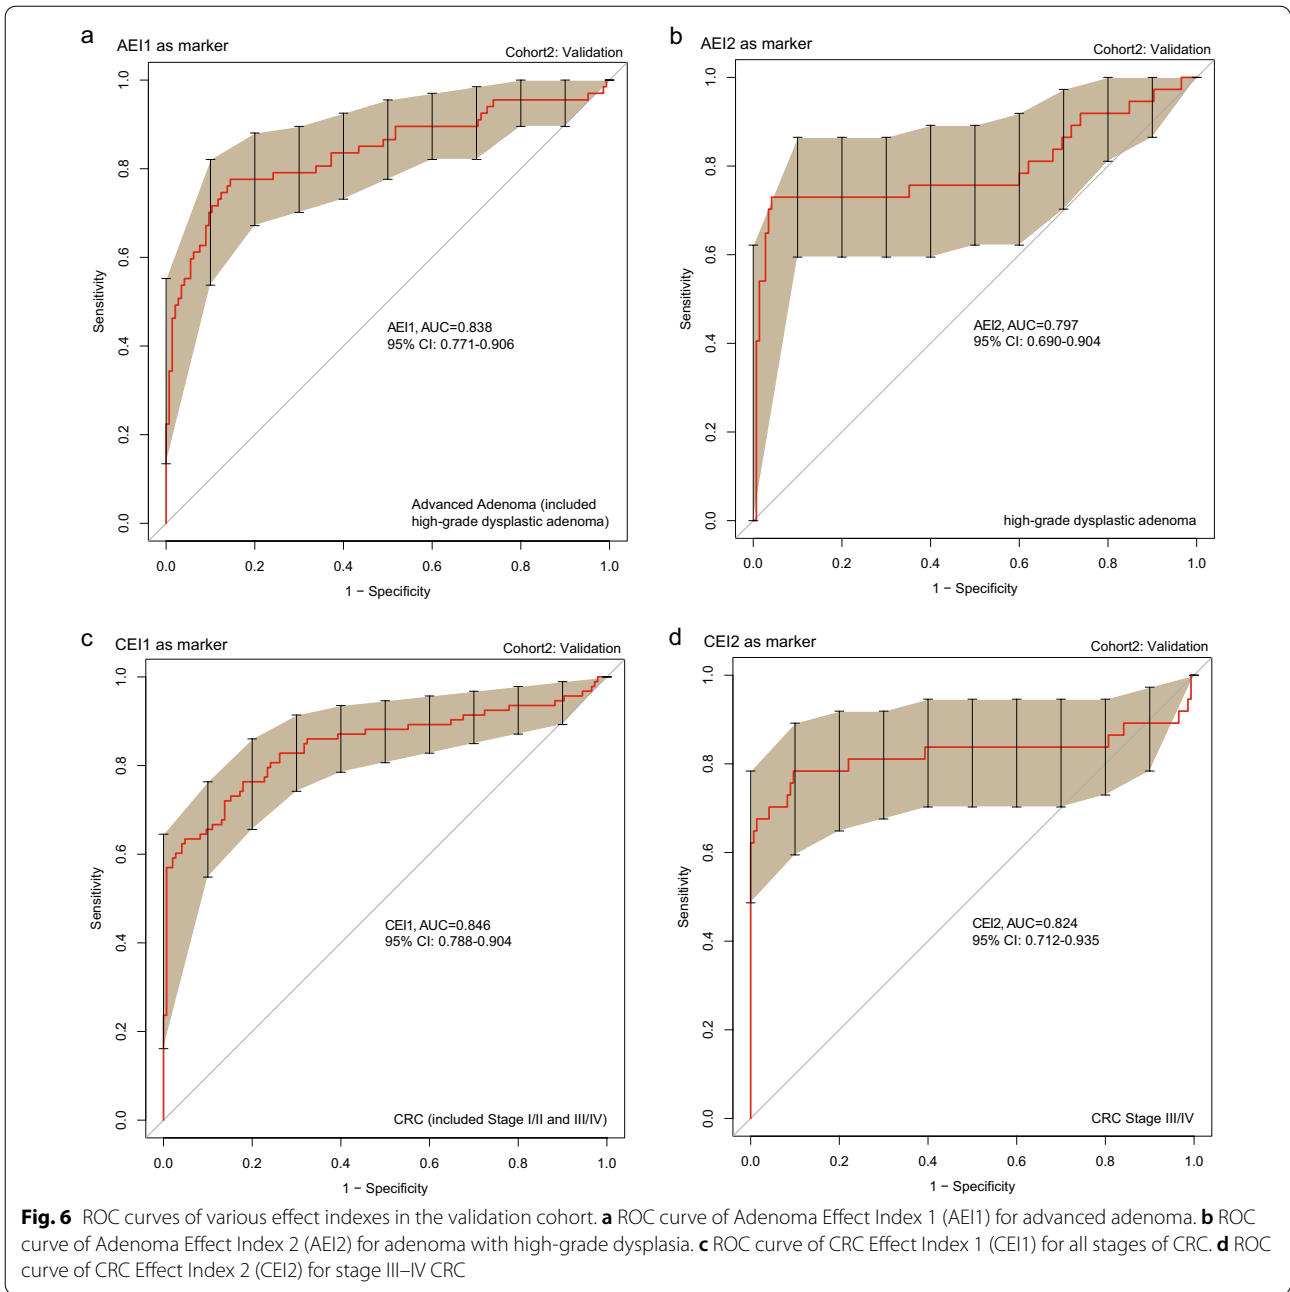 a
AEI1 as marker
Cohort2: Validation
1.0
0.8
0.6
0.4
0.2
0.0
Sensitivity
AEI1, AUC=0.838
95% CI: 0.771-0.906
Advanced Adenoma (included
high-grade dysplastic adenoma)
0.0 0.2 0.4 0.6 0.8 1.0
1 − Specificity
b
AEI2 as marker
Cohort2: Validation
1.0
0.8
0.6
0.4
0.2
0.0
Sensitivity
AEI2, AUC=0.797
95% CI: 0.690-0.904
high-grade dysplastic adenoma
0.0 0.2 0.4 0.6 0.8 1.0
1 − Specificity
c
CEI1 as marker
Cohort2: Validation
1.0
0.8
0.6
0.4
0.2
0.0
Sensitivity
CEI1, AUC=0.846
95% CI: 0.788-0.904
CRC (included Stage I/II and III/IV)
0.0 0.2 0.4 0.6 0.8 1.0
1 − Specificity
d
CEI2 as marker
Cohort2: Validation
1.0
0.8
0.6
0.4
0.2
0.0
Sensitivity
CEI2, AUC=0.824
95% CI: 0.712-0.935
CRC Stage III/IV
0.0 0.2 0.4 0.6 0.8 1.0
1 − Specificity
Fig. 6 ROC curves of various effect indexes in the validation cohort. a ROC curve of Adenoma Effect Index 1 (AEI1) for advanced adenoma. b ROC
curve of Adenoma Effect Index 2 (AEI2) for adenoma with high-grade dysplasia. c ROC curve of CRC Effect Index 1 (CEI1) for all stages of CRC. d ROC
curve of CRC Effect Index 2 (CEI2) for stage III–IV CRC